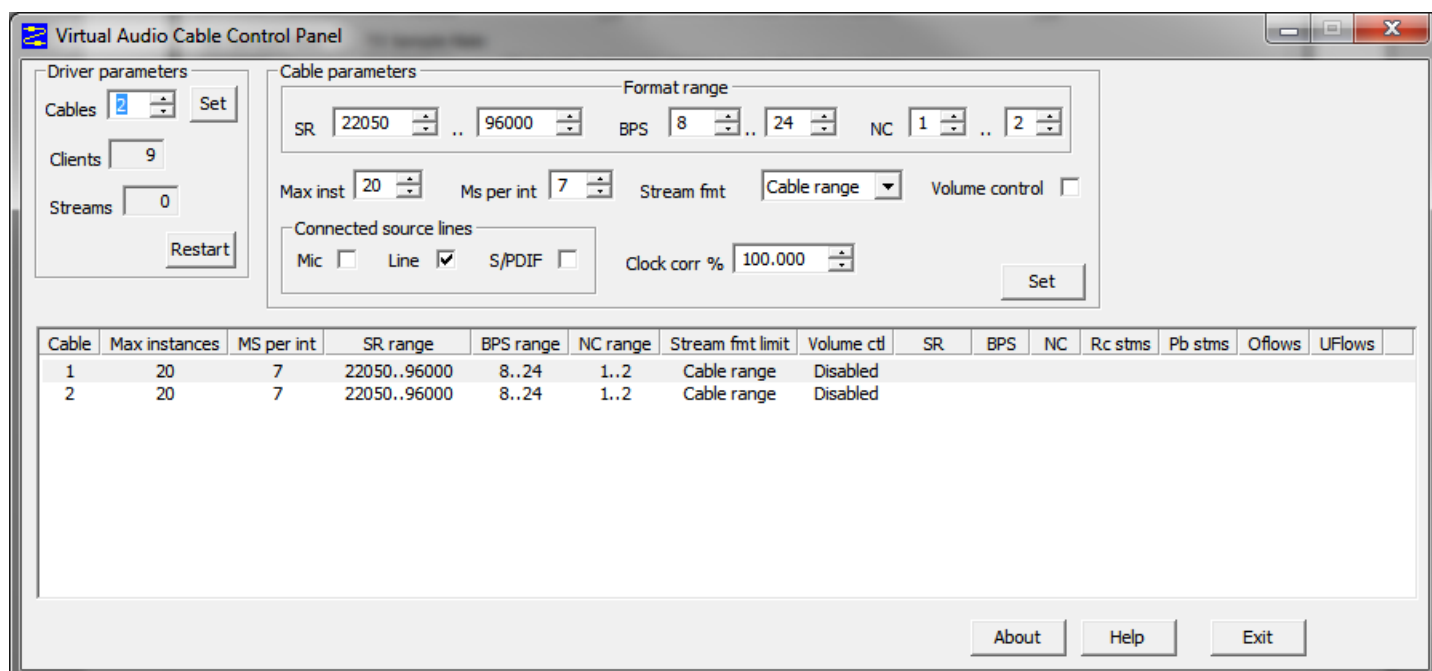 Virtual Audio Cable Control Panel
Driver parameters
Cables 2 Set
Clients 9
Streams 0
Restart
Cable parameters
Format range
SR 22050 .. 96000 BPS 8 .. 24 NC 1 .. 2
Max inst 20 Ms per int 7 Stream fmt Cable range Volume control
Connected source lines
Mic Line S/PDIF
Clock corr % 100.000
Set
Cable Max instances MS per int SR range BPS range NC range Stream fmt limit Volume ctl SR BPS NC Rc stms Pb stms Oflows UFlows
1 20 7 22050..96000 8..24 1..2 Cable range Disabled
2 20 7 22050..96000 8..24 1..2 Cable range Disabled
About Help Exit